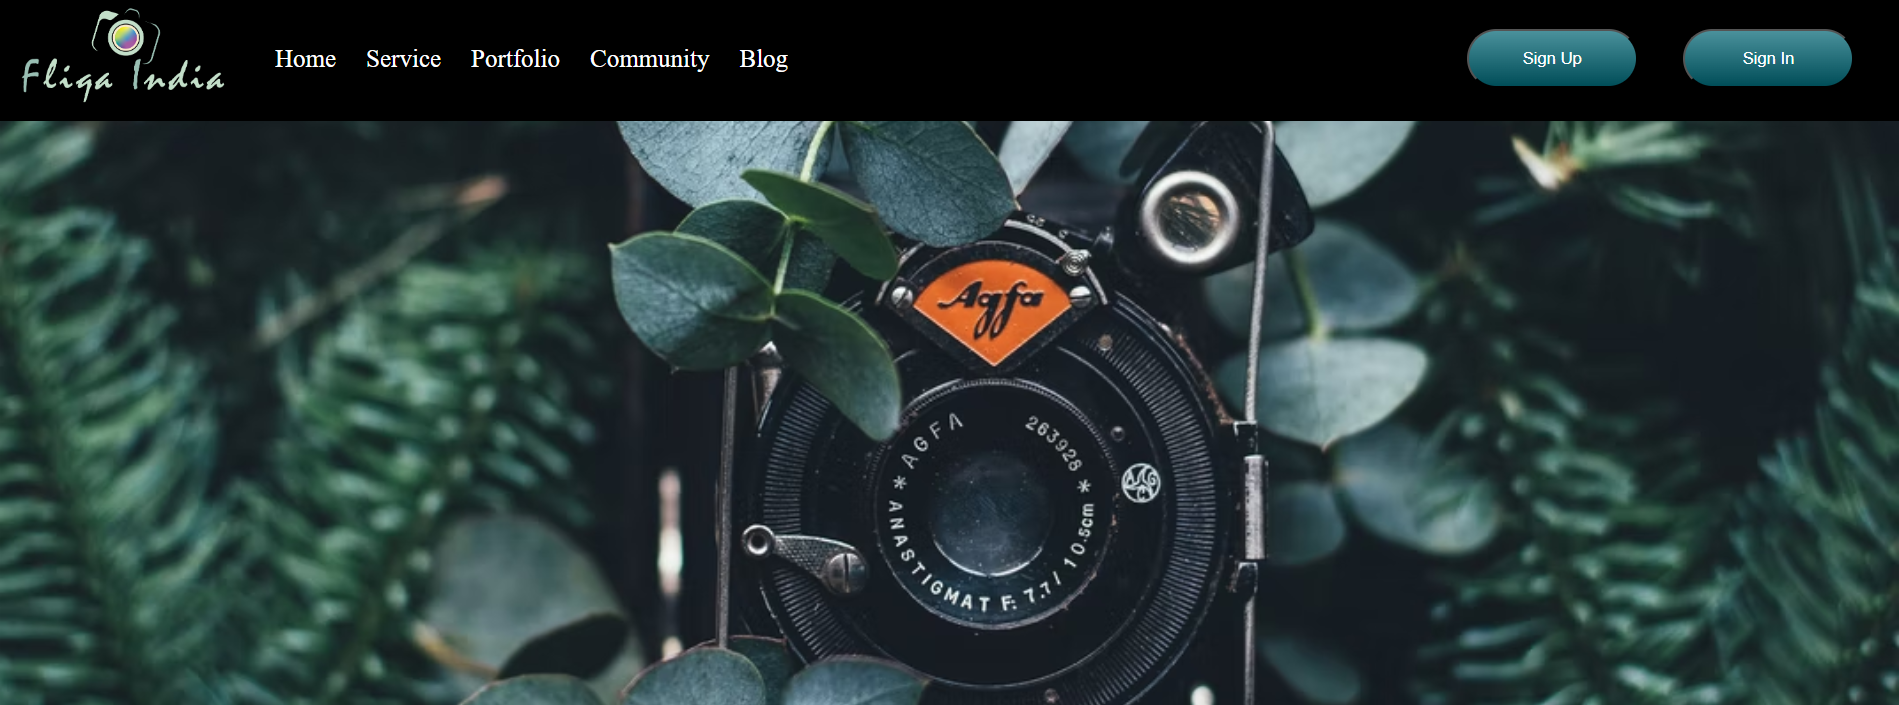 Fliqa India
Home Service Portfolio Community Blog
Sign Up Sign In
Agfa
* AGFA 263928 *
ANASTIGMAT F: 7.7 / 10.5cm